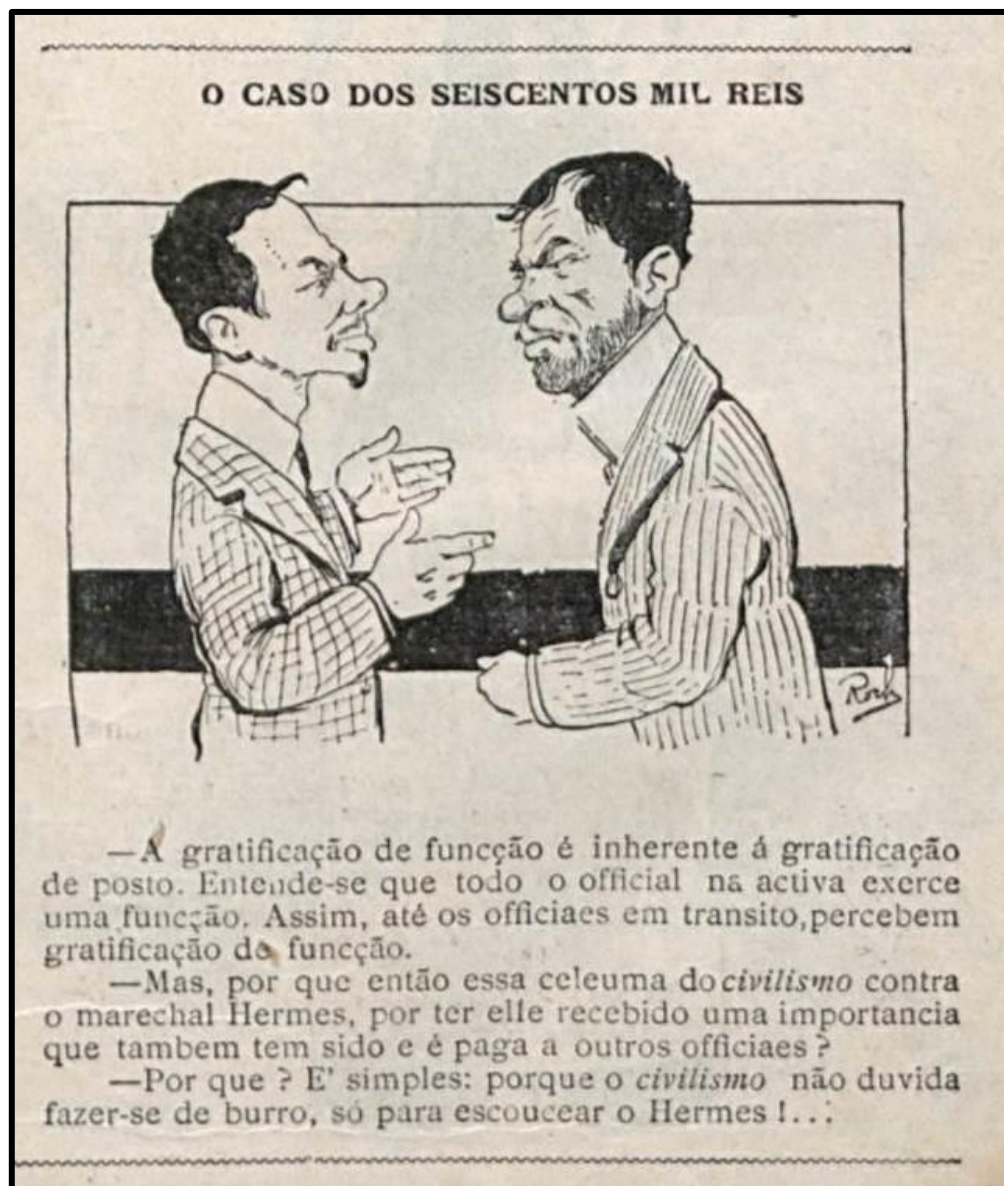 O CASO DOS SEISCENTOS MIL REIS
—A gratificação de funcção é inherente á gratificação
de posto. Entende-se que todo o official na activa exerce
uma funcção. Assim, até os officiaes em transito, percebem
gratificação de funcção.
—Mas, por que então essa celeuma do civilismo contra
o marechal Hermes, por ter elle recebido uma importancia
que tambem tem sido e é paga a outros officiaes ?
—Por que ? E' simples: porque o civilismo não duvida
fazer-se de burro, só para escoucear o Hermes !...